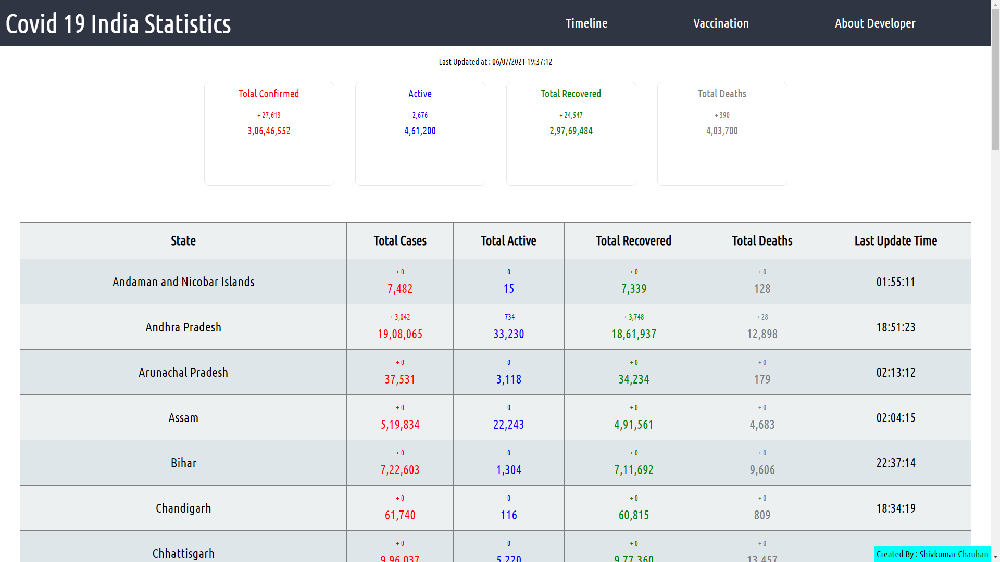 Covid 19 India Statistics Timeline Vaccination About Developer
Last Updated at : 06/07/2021 19:37:12
Tolal Confirmed
+ 27,613
3,06,46,552
Active
2,676
4,61,200
Total Recovered
+ 24,547
2,97,69,484
Total Deaths
+ 390
4,03,700
State Total Cases Total Active Total Recovered Total Deaths Last Update Time
+ 0 0 + 0 + 0
Andaman and Nicobar Islands 7,482 15 7,339 128 01:55:11
+ 3,042 -734 + 3,748 + 28
Andhra Pradesh 19,08,065 33,230 18,61,937 12,898 18:51:23
+ 0 0 + 0 + 0
Arunachal Pradesh 37,531 3,118 34,234 179 02:13:12
+ 0 0 + 0 + 0
Assam 5,19,834 22,243 4,91,561 4,683 02:04:15
+ 0 0 + 0 + 0
Bihar 7,22,603 1,304 7,11,692 9,606 22:37:14
+ 0 0 + 0 + 0
Chandigarh 61,740 116 60,815 809 18:34:19
+ 0 0 + 0 + 0
Chhattisgarh 9,96,037 5,220 9,77,360 13,457
Created By : Shivkumar Chauhan